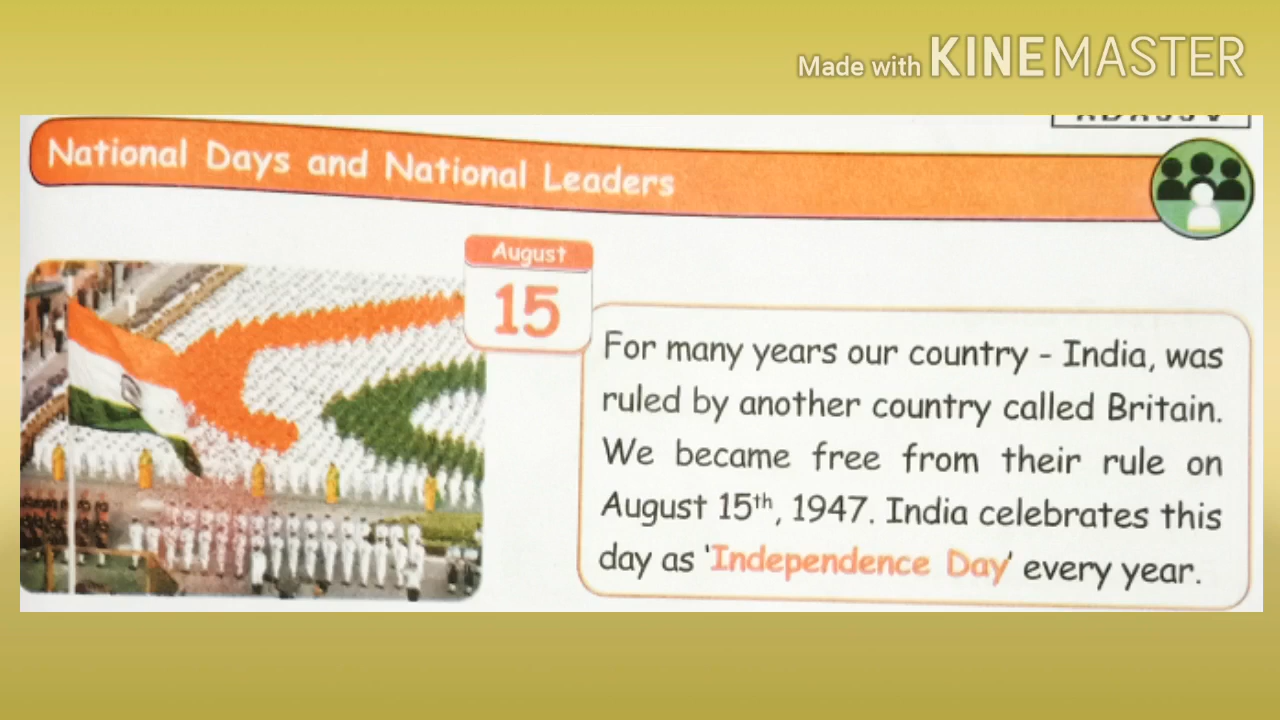 Made with KINEMASTER
National Days and National Leaders
August
15
For many years our country - India, was
ruled by another country called Britain.
We became free from their rule on
August 15th, 1947. India celebrates this
day as 'Independence Day' every year.